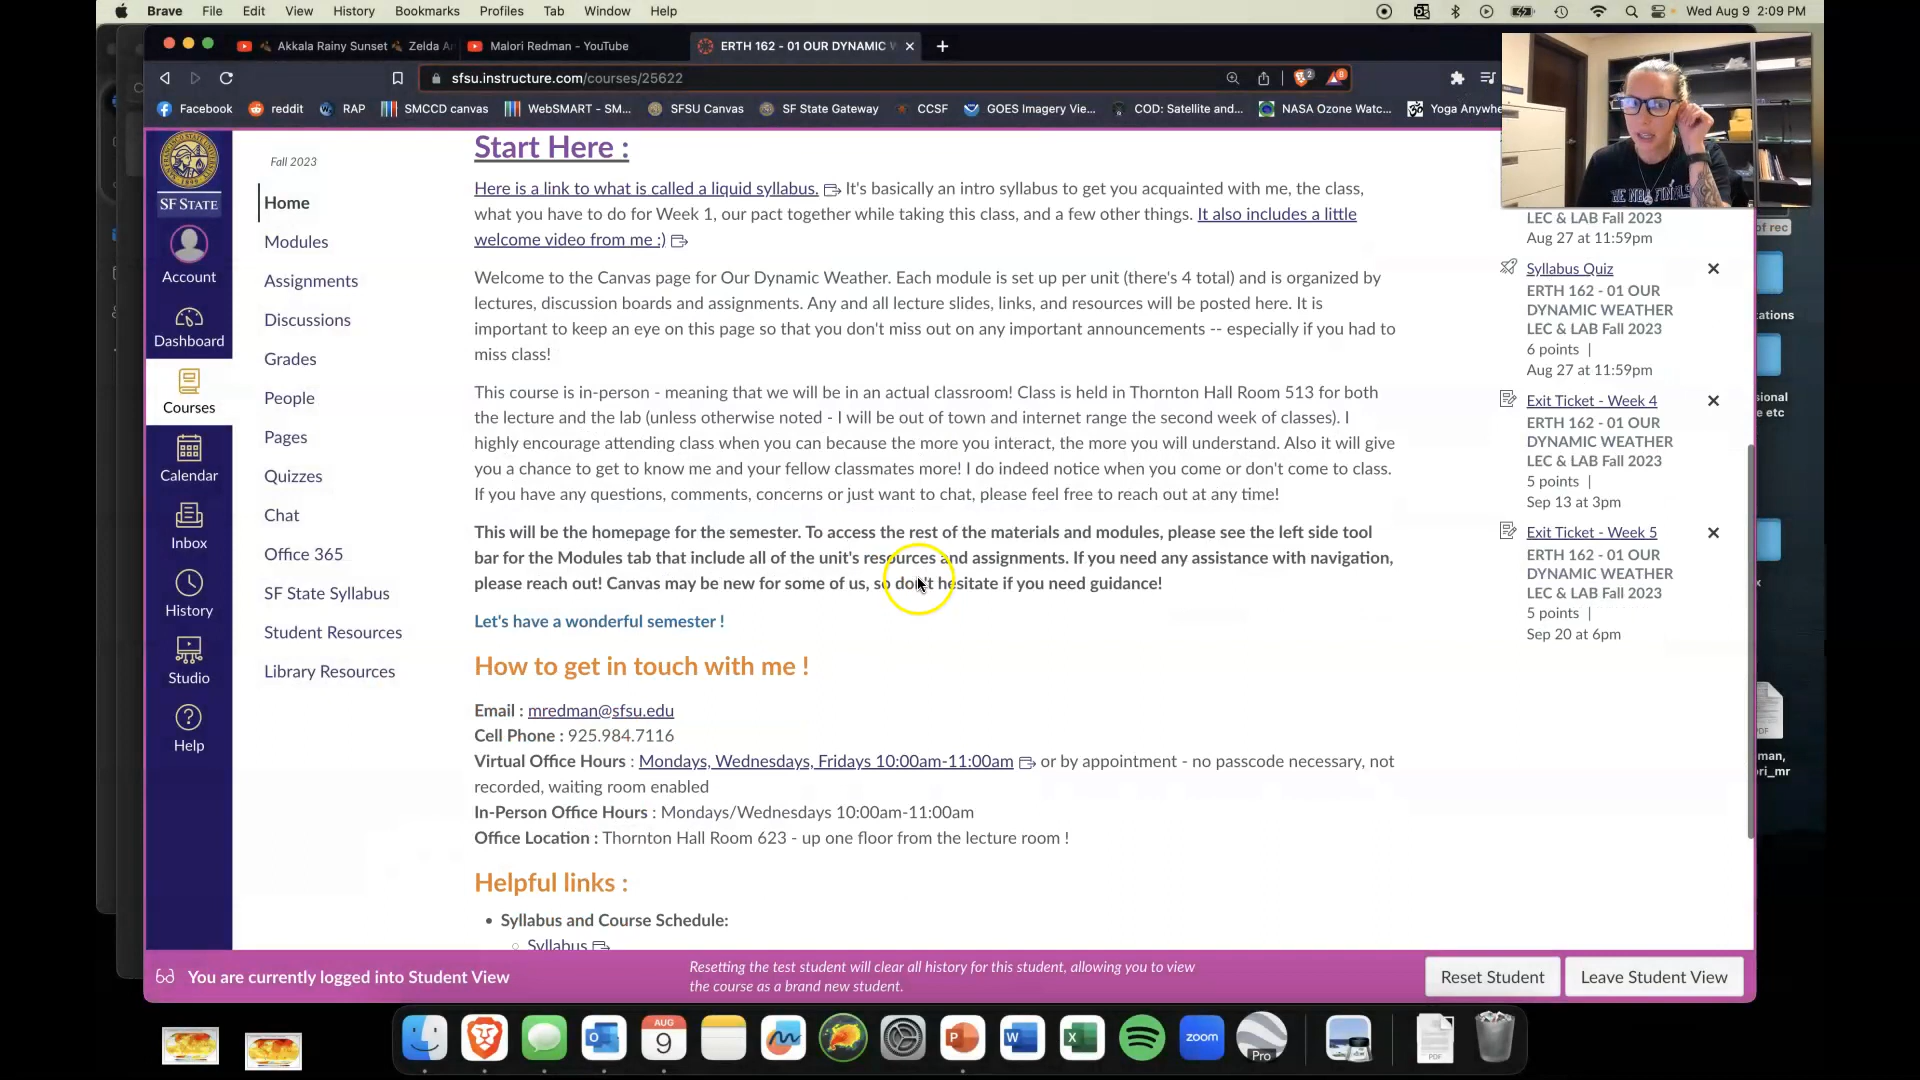 Brave File Edit View History Bookmarks Profiles Tab Window Help Wed Aug 9 2:09 PM
Akkala Rainy Sunset Zelda Malori Redman - YouTube ERTH 162 - 01 OUR DYNAMIC
sfsu.instructure.com/courses/25622
Facebook reddit RAP SMCCD canvas WebSMART - SM... SFSU Canvas SF State Gateway CCSF GOES Imagery Vie... COD: Satellite and... NASA Ozone Watc... Yoga Anywhe
SF STATE
Account
Dashboard
Courses
Calendar
Inbox
History
Studio
Help
Fall 2023
Home
Modules
Assignments
Discussions
Grades
People
Pages
Quizzes
Chat
Office 365
SF State Syllabus
Student Resources
Library Resources
Start Here :
Here is a link to what is called a liquid syllabus. It's basically an intro syllabus to get you acquainted with me, the class,
what you have to do for Week 1, our pact together while taking this class, and a few other things. It also includes a little
welcome video from me :)
Welcome to the Canvas page for Our Dynamic Weather. Each module is set up per unit (there's 4 total) and is organized by
lectures, discussion boards and assignments. Any and all lecture slides, links, and resources will be posted here. It is
important to keep an eye on this page so that you don't miss out on any important announcements -- especially if you had to
miss class!
This course is in-person - meaning that we will be in an actual classroom! Class is held in Thornton Hall Room 513 for both
the lecture and the lab (unless otherwise noted - I will be out of town and internet range the second week of classes). I
highly encourage attending class when you can because the more you interact, the more you will understand. Also it will give
you a chance to get to know me and your fellow classmates more! I do indeed notice when you come or don't come to class.
If you have any questions, comments, concerns or just want to chat, please feel free to reach out at any time!
This will be the homepage for the semester. To access the rest of the materials and modules, please see the left side tool
bar for the Modules tab that include all of the unit's resources and assignments. If you need any assistance with navigation,
please reach out! Canvas may be new for some of us, so don't hesitate if you need guidance!
Let's have a wonderful semester !
How to get in touch with me !
Email : mredman@sfsu.edu
Cell Phone : 925.984.7116
Virtual Office Hours : Mondays, Wednesdays, Fridays 10:00am-11:00am or by appointment - no passcode necessary, not
recorded, waiting room enabled
In-Person Office Hours : Mondays/Wednesdays 10:00am-11:00am
Office Location : Thornton Hall Room 623 - up one floor from the lecture room !
Helpful links :
Syllabus and Course Schedule:
Syllabus
LEC & LAB Fall 2023
Aug 27 at 11:59pm
Syllabus Quiz
ERTH 162 - 01 OUR
DYNAMIC WEATHER
LEC & LAB Fall 2023
6 points |
Aug 27 at 11:59pm
Exit Ticket - Week 4
ERTH 162 - 01 OUR
DYNAMIC WEATHER
LEC & LAB Fall 2023
5 points |
Sep 13 at 3pm
Exit Ticket - Week 5
ERTH 162 - 01 OUR
DYNAMIC WEATHER
LEC & LAB Fall 2023
5 points |
Sep 20 at 6pm
You are currently logged into Student View
Resetting the test student will clear all history for this student, allowing you to view
the course as a brand new student.
Reset Student Leave Student View
AUG
9
zoom
Pro
PDF